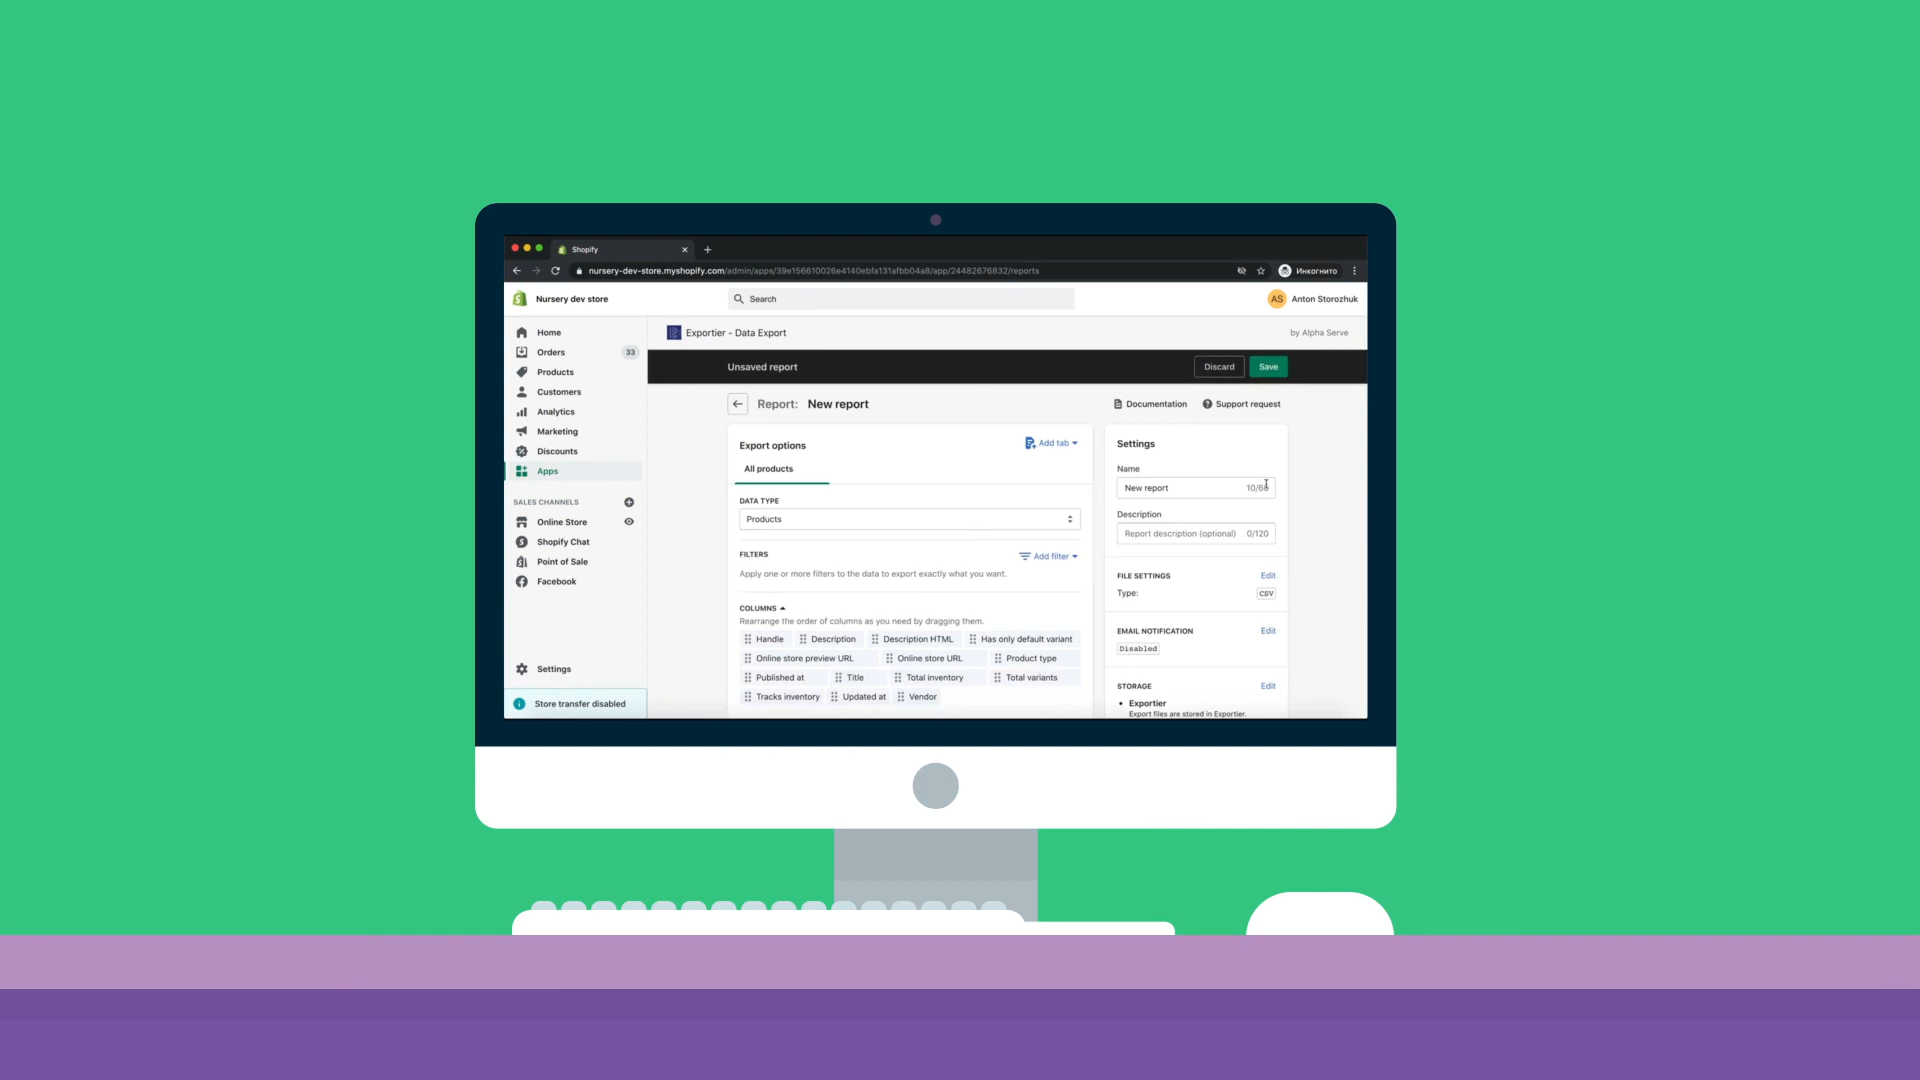 Shopify
nursery-dev-store.myshopify.com/admin/apps/39e156610026e4140ebfa131afbb04a8/app/24482676832/reports
Инкогнито
Nursery dev store
Search
AS Anton Storozhuk
Home
Orders 33
Products
Customers
Analytics
Marketing
Discounts
Apps
SALES CHANNELS
Online Store
Shopify Chat
Point of Sale
Facebook
Settings
Store transfer disabled
Exportier - Data Export
by Alpha Serve
Unsaved report
Discard Save
Report: New report
Documentation Support request
Export options
Add tab
All products
DATA TYPE
Products
FILTERS
Add filter
Apply one or more filters to the data to export exactly what you want.
COLUMNS
Rearrange the order of columns as you need by dragging them.
Handle Description Description HTML Has only default variant
Online store preview URL Online store URL Product type
Published at Title Total inventory Total variants
Tracks inventory Updated at Vendor
Settings
Name
New report
Description
Report description (optional) 0/120
FILE SETTINGS Edit
Type: CSV
EMAIL NOTIFICATION Edit
Disabled
STORAGE Edit
Exportier
Export files are stored in Exportier.